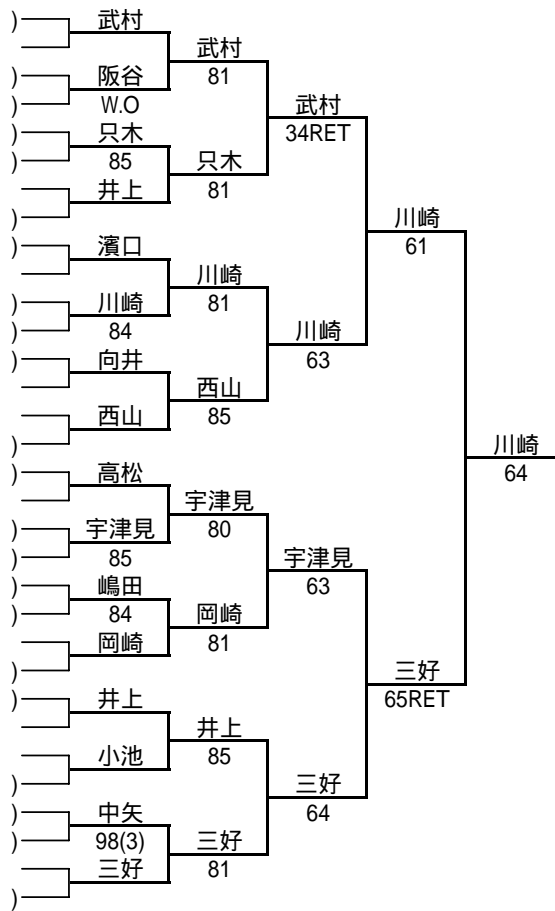 )
武村
武村
)
阪谷
81
)
W.O
武村
)
只木
34RET
)
85
只木
井上
81
)
川崎
)
濱口
61
川崎
)
川崎
81
)
84
川崎
)
向井
63
西山
西山
85
)
川崎
)
高松
64
宇津見
)
宇津見
80
)
85
宇津見
)
嶋田
63
)
84
岡崎
岡崎
81
)
三好
)
井上
65RET
井上
小池
85
)
三好
)
中矢
64
)
98(3)
三好
三好
81
)